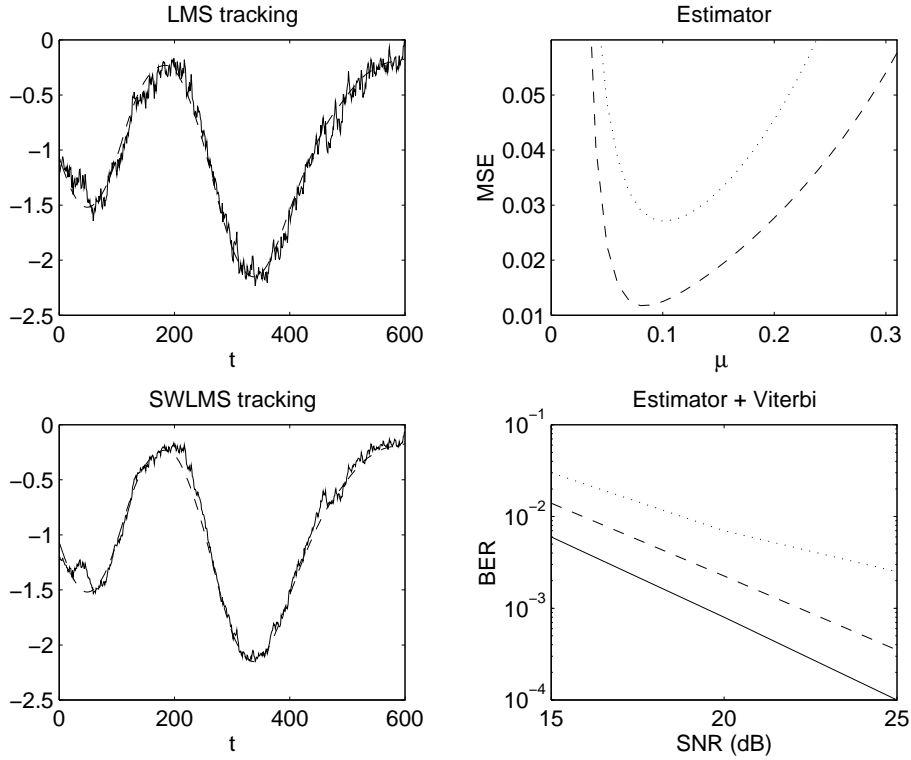 LMS tracking
0
−0.5
−1
−1.5
−2
−2.5
0 200 400 600
t
Estimator
0.05
0.04
0.03
0.02
0.01
MSE
0 0.1 0.2 0.3
μ
SWLMS tracking
0
−0.5
−1
−1.5
−2
−2.5
0 200 400 600
t
Estimator + Viterbi
10−1
10−2
10−3
10−4
BER
15 20 25
SNR (dB)